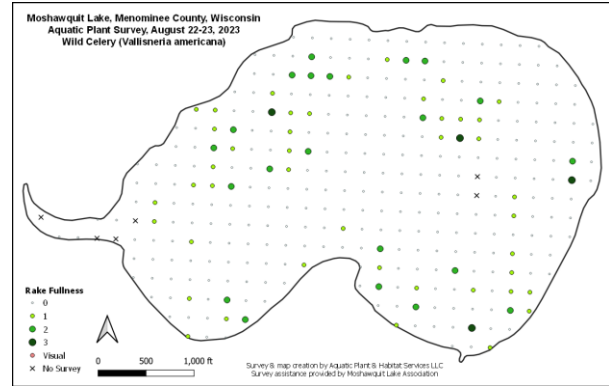 Moshawquit Lake, Menominee County, Wisconsin
Aquatic Plant Survey, August 22-23, 2023
Wild Celery (Vallisneria americana)
Rake Fullness
0
1
2
3
Visual
No Survey
0 500 1,000 ft
Survey & map creation by Aquatic Plant & Habitat Services LLC
Survey assistance provided by Moshawquit Lake Association